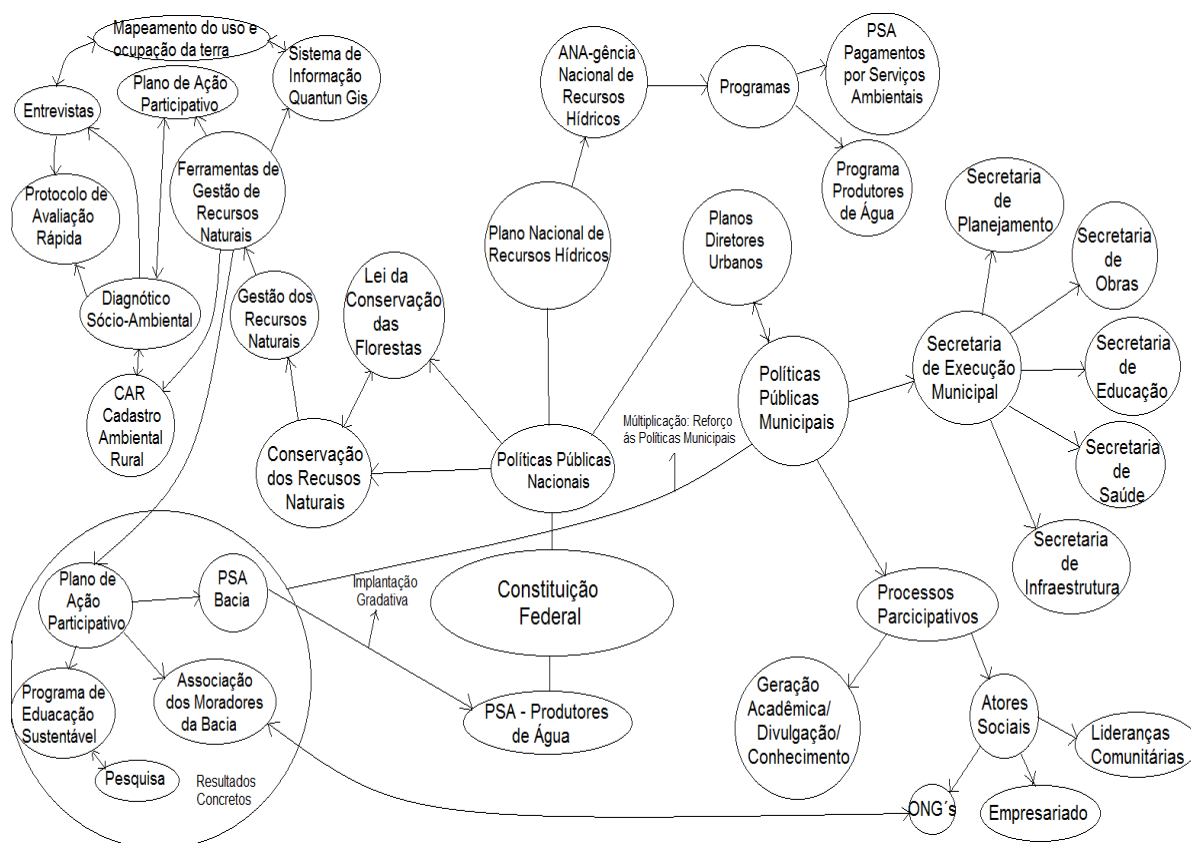 Mapeamento do uso e
ocupação da terra
Sistema de
Informação
Quantun Gis
Plano de Ação
Participativo
Entrevistas
Protocolo de
Avaliação
Rápida
Ferramentas de
Gestão de
Recursos
Naturais
Diagnótico
Sócio-Ambiental
CAR
Cadastro
Ambiental
Rural
Gestão dos
Recursos
Naturais
Lei da
Conservação
das
Florestas
Conservação
dos Recusos
Naturais
ANA-gência
Nacional de
Recursos
Hídricos
Programas
PSA
Pagamentos
por Serviços
Ambientais
Programa
Produtores
de Água
Plano Nacional de
Recursos Hídricos
Planos
Diretores
Urbanos
Secretaria
de
Planejamento
Secretaria
de
Obras
Secretaria
de Execução
Municipal
Secretaria
de
Educação
Secretaria
de
Saúde
Secretaria
de
Infraestrutura
Políticas
Públicas
Municipais
Múltiplicação: Reforço
ás Políticas Municipais
Políticas Públicas
Nacionais
Constituição
Federal
PSA - Produtores
de Água
Implantação
Gradativa
Plano de
Ação
Participativo
PSA
Bacia
Programa de
Eduacação
Sustentável
Associação
dos Moradores
da Bacia
Pesquisa
Resultados
Concretos
Processos
Parcicipativos
Geração
Acadêmica/
Divulgação/
Conhecimento
Atores
Sociais
Lideranças
Comunitárias
ONG´s
Empresariado